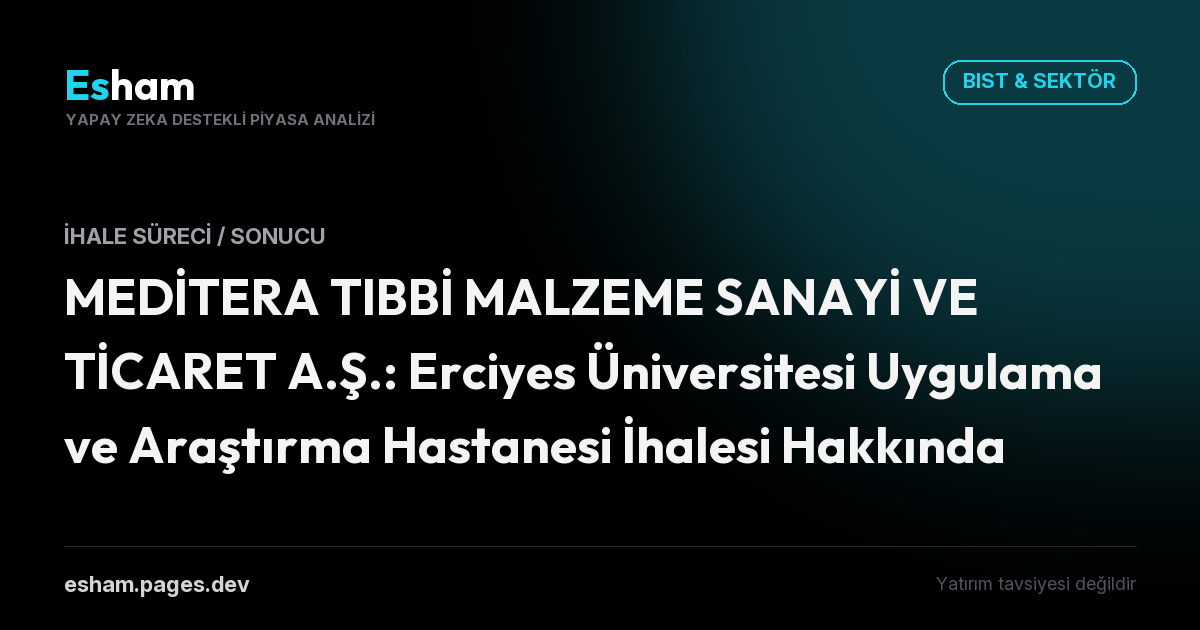 Esham
YAPAY ZEKA DESTEKLİ PİYASA ANALİZİ
BIST & SEKTÖR
İHALE SÜRECİ / SONUCU
MEDİTERA TIBBİ MALZEME SANAYİ VE
TİCARET A.Ş.: Erciyes Üniversitesi Uygulama
ve Araştırma Hastanesi İhalesi Hakkında
esham.pages.dev
Yatırım tavsiyesi değildir